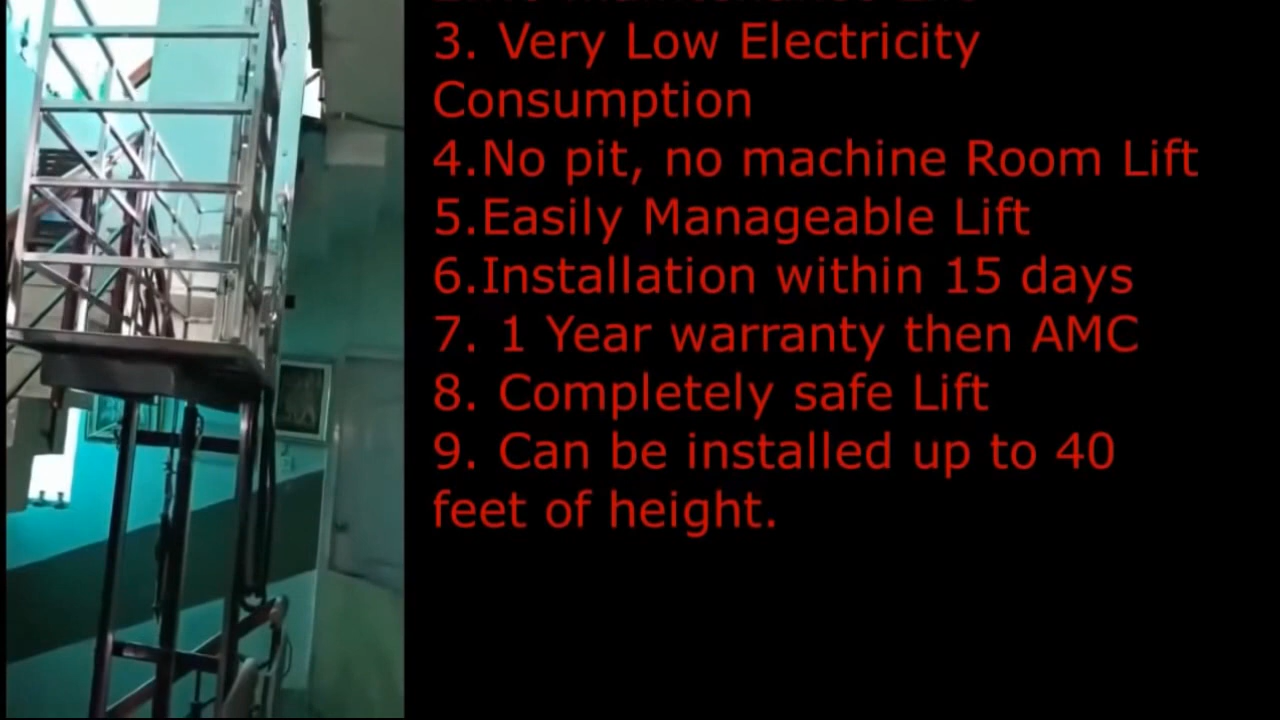 3. Very Low Electricity
Consumption
4.No pit, no machine Room Lift
5.Easily Manageable Lift
6.Installation within 15 days
7. 1 Year warranty then AMC
8. Completely safe Lift
9. Can be installed up to 40
feet of height.